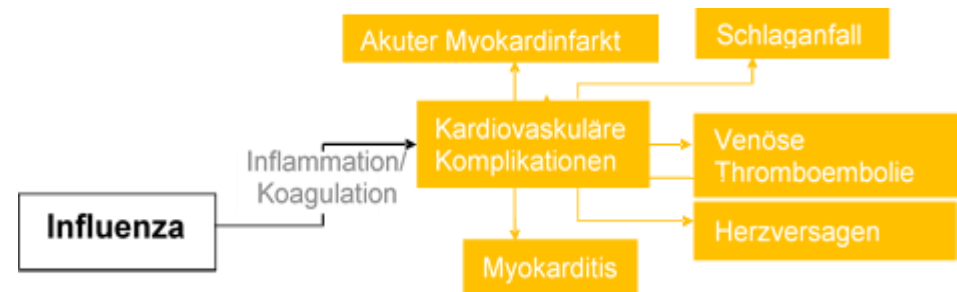 Akuter Myokardinfarkt
Schlaganfall
Kardiovaskuläre
Komplikationen
Venöse
Thromboembolie
Inflammation/
Koagulation
Influenza
Herzversagen
Myokarditis